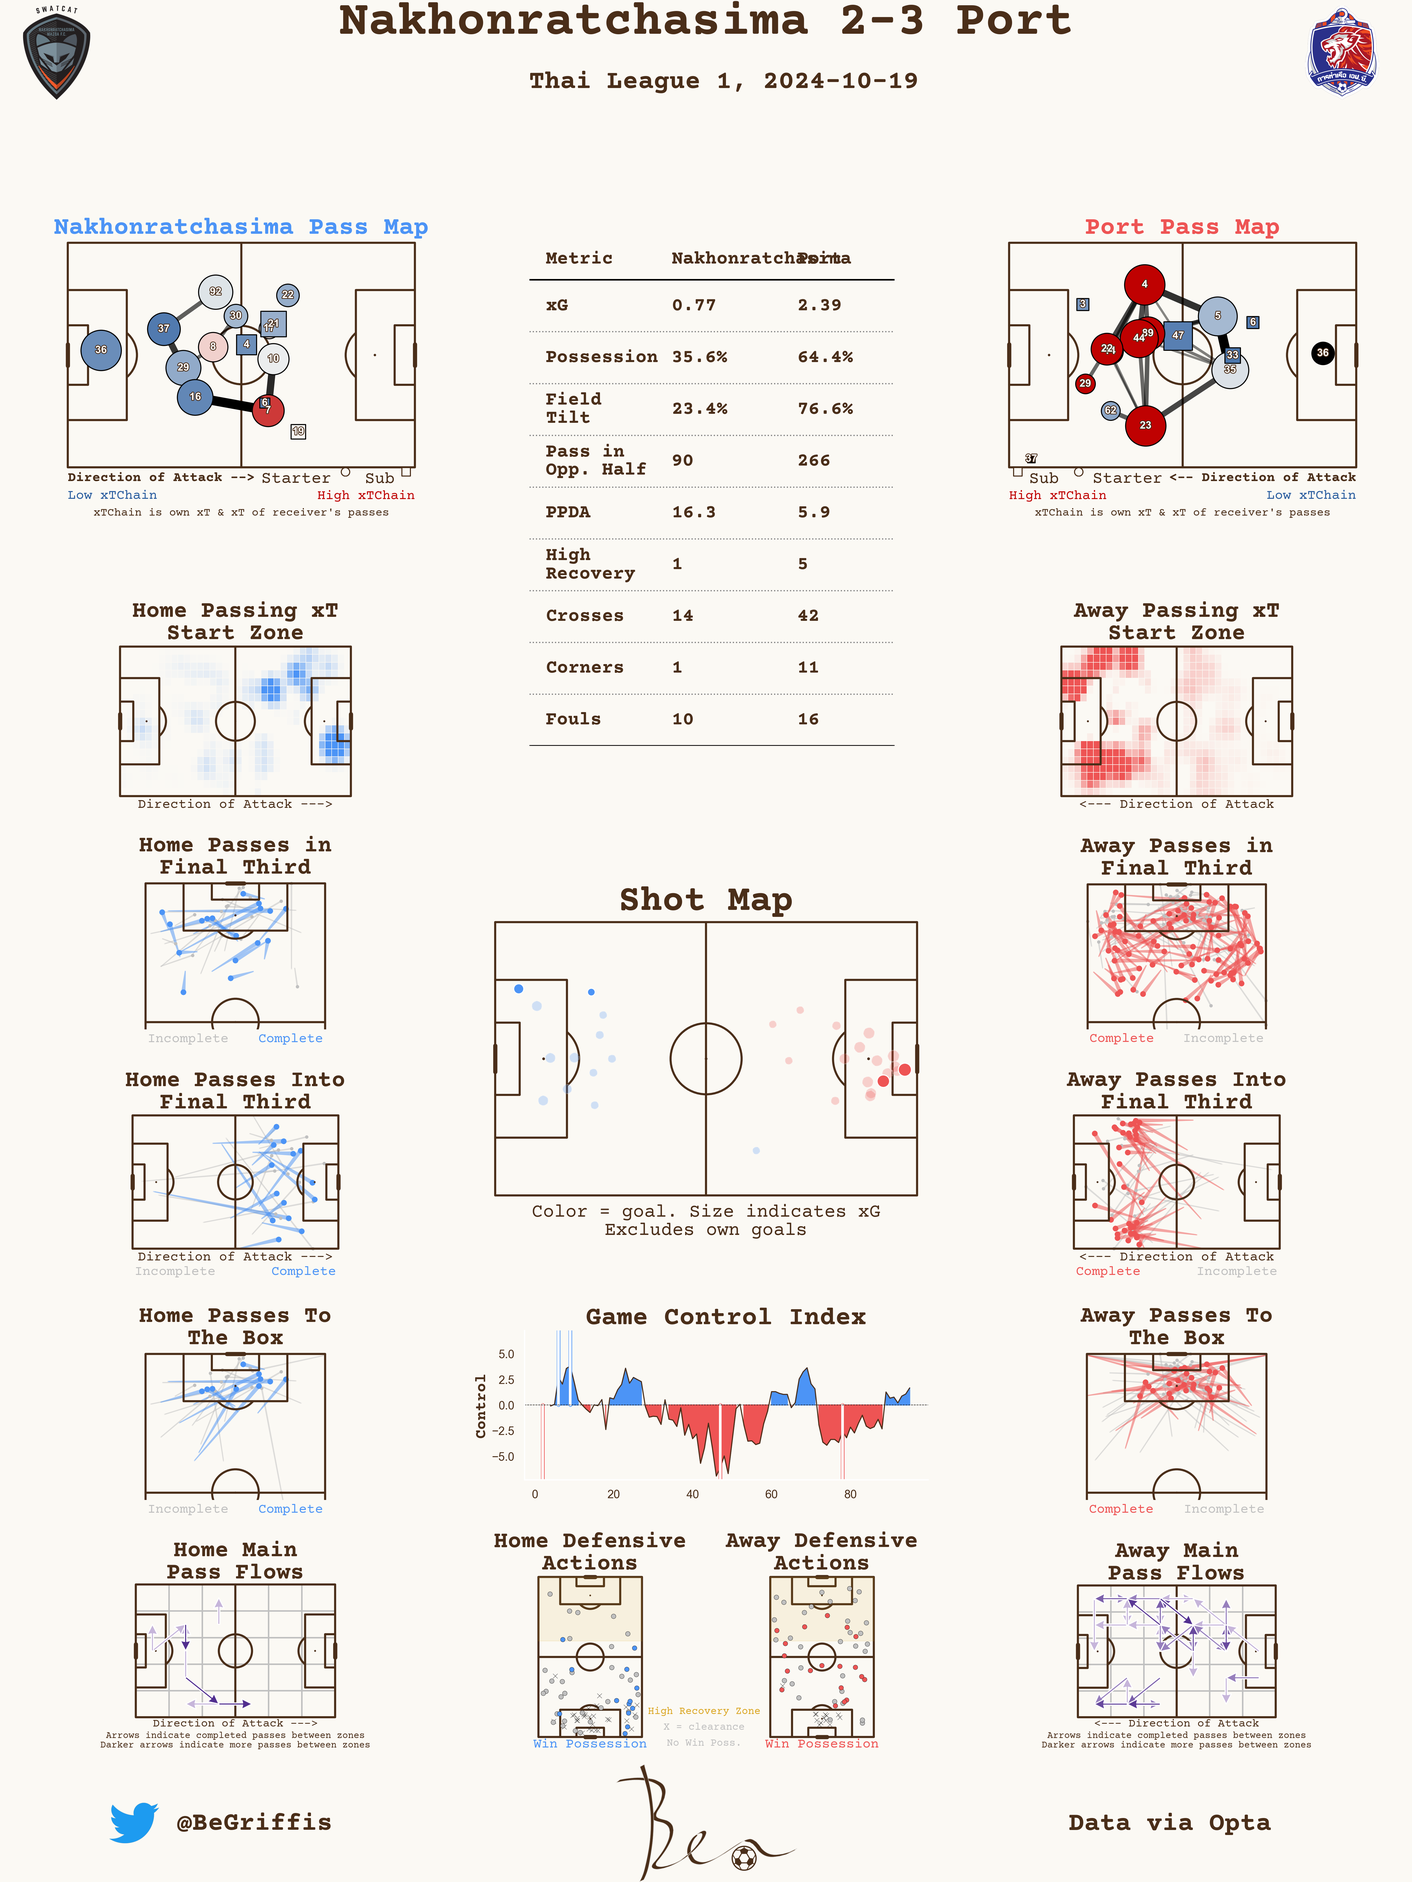 SWATCAT
Nakhonratchasima 2-3 Port
การท่าเรือ เอฟ.ซี.
Thai League 1, 2024-10-19
Nakhonratchasima Pass Map
Port Pass Map
92
22
30
21
37
4
8
10
36
29
16
6
7
19
Direction of Attack --> Starter Sub
Low xTChain High xTChain
xTChain is own xT & xT of receiver's passes
Metric Nakhonratchasima Port
xG 0.77 2.39
Possession 35.6% 64.4%
Field
Tilt 23.4% 76.6%
Pass in
Opp. Half 90 266
PPDA 16.3 5.9
High
Recovery 1 5
Crosses 14 42
Corners 1 11
Fouls 10 16
4
3
5
6
89
44
47
22
33
36
35
29
62
23
37
Sub Starter <-- Direction of Attack
High xTChain Low xTChain
xTChain is own xT & xT of receiver's passes
Home Passing xT
Start Zone
Direction of Attack --->
Away Passing xT
Start Zone
<--- Direction of Attack
Home Passes in
Final Third
Incomplete Complete
Away Passes in
Final Third
Complete Incomplete
Shot Map
Color = goal. Size indicates xG
Excludes own goals
Home Passes Into
Final Third
Direction of Attack --->
Incomplete Complete
Away Passes Into
Final Third
<--- Direction of Attack
Complete Incomplete
Home Passes To
The Box
Incomplete Complete
Game Control Index
Control
5.0
2.5
0.0
−2.5
−5.0
0 20 40 60 80
Away Passes To
The Box
Complete Incomplete
Home Main
Pass Flows
Direction of Attack --->
Arrows indicate completed passes between zones
Darker arrows indicate more passes between zones
Home Defensive
Actions
Win Possession
Away Defensive
Actions
Win Possession
High Recovery Zone
X = clearance
No Win Poss.
Away Main
Pass Flows
<--- Direction of Attack
Arrows indicate completed passes between zones
Darker arrows indicate more passes between zones
@BeGriffis
Ben
Data via Opta